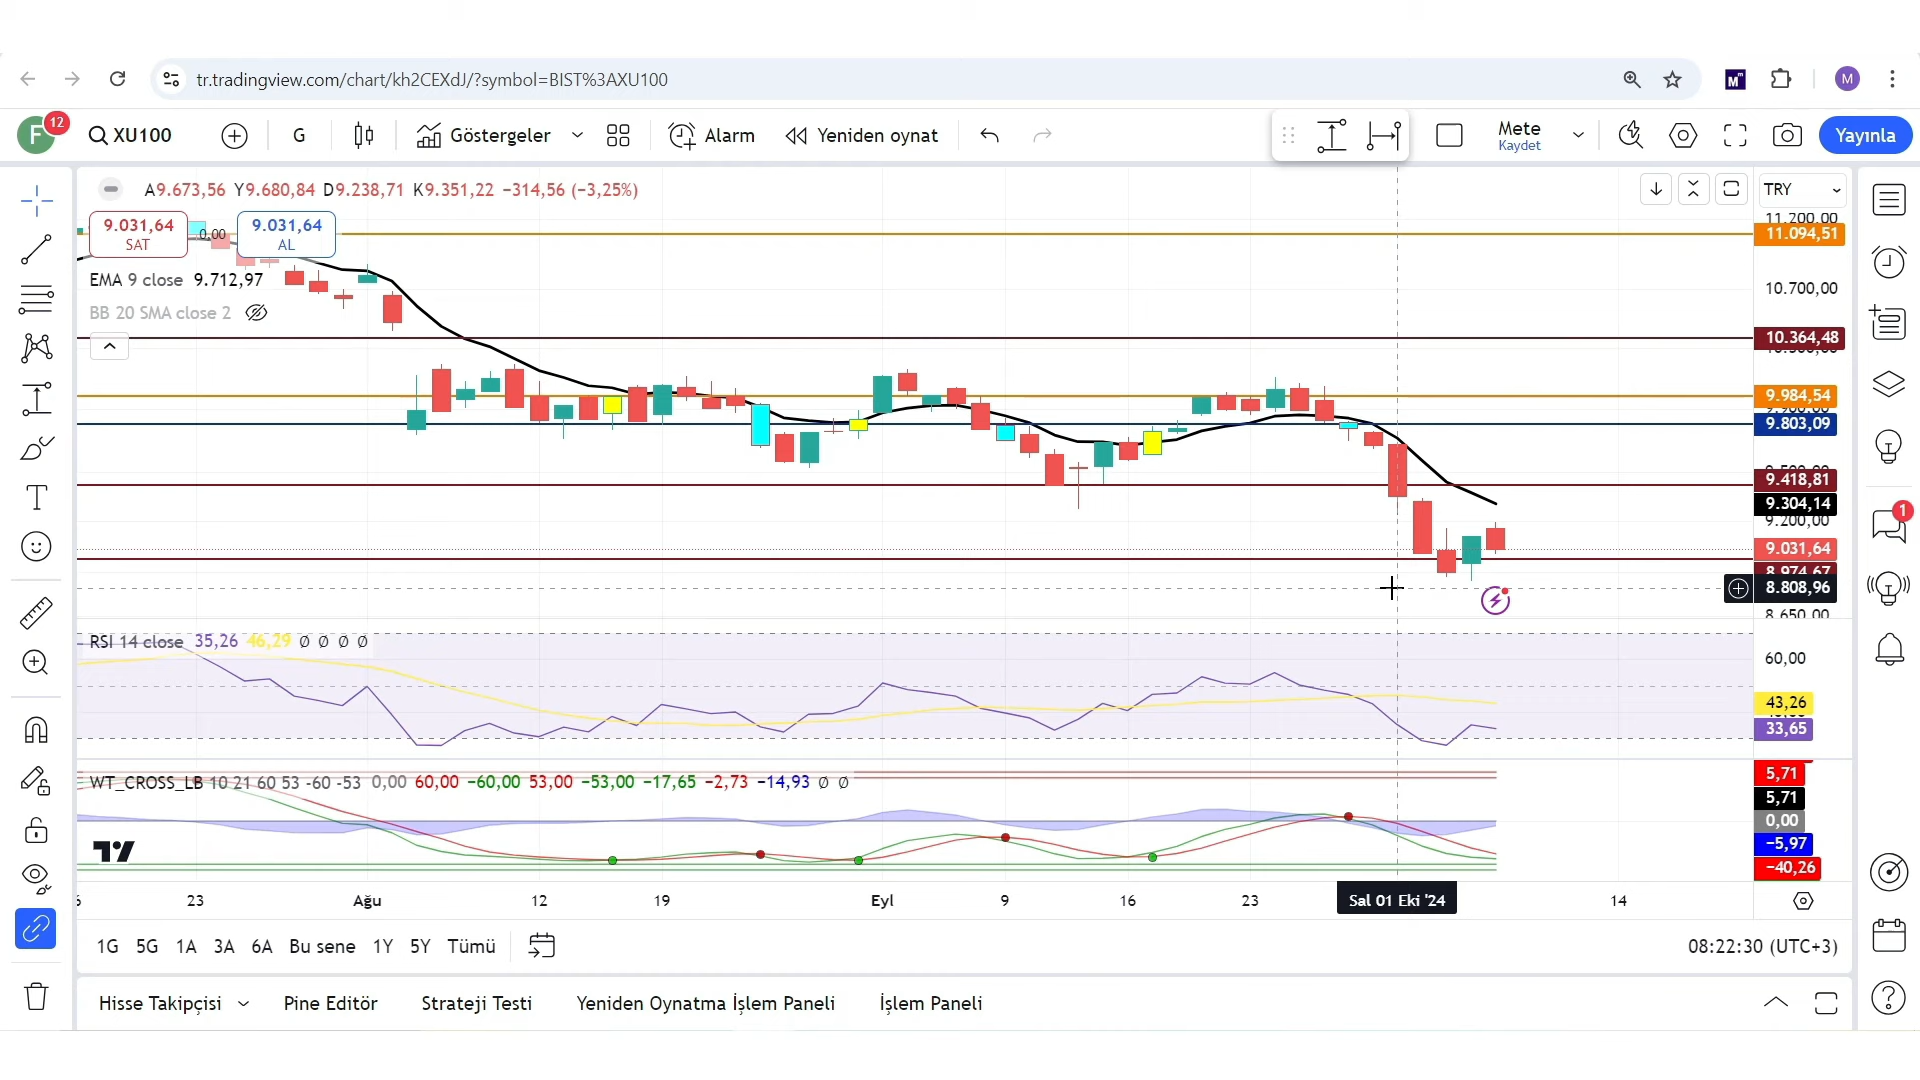 tr.tradingview.com/chart/kh2CEXdJ/?symbol=BIST%3AXU100
M
M
F
12
XU100
G
Göstergeler
Alarm
Yeniden oynat
Mete
Kaydet
Yayınla
A9.673,56 Y9.680,84 D9.238,71 K9.351,22 −314,56 (−3,25%)
TRY
9.031,64
SAT
0,00
9.031,64
AL
EMA 9 close 9.712,97
BB 20 SMA close 2
11.200,00
11.094,51
10.700,00
10.364,48
9.984,54
9.803,09
9.418,81
9.304,14
9.200,00
9.031,64
8.974,67
8.808,96
8.650,00
1
RSI 14 close 35,26 46,29 Ø Ø Ø Ø
60,00
43,26
33,65
WT_CROSS_LB 10 21 60 53 -60 -53 0,00 60,00 −60,00 53,00 −53,00 −17,65 −2,73 −14,93 Ø Ø
5,71
5,71
0,00
−5,97
−40,26
23
Ağu
12
19
Eyl
9
16
23
Sal 01 Eki '24
14
1G 5G 1A 3A 6A Bu sene 1Y 5Y Tümü
08:22:30 (UTC+3)
Hisse Takipçisi
Pine Editör
Strateji Testi
Yeniden Oynatma İşlem Paneli
İşlem Paneli